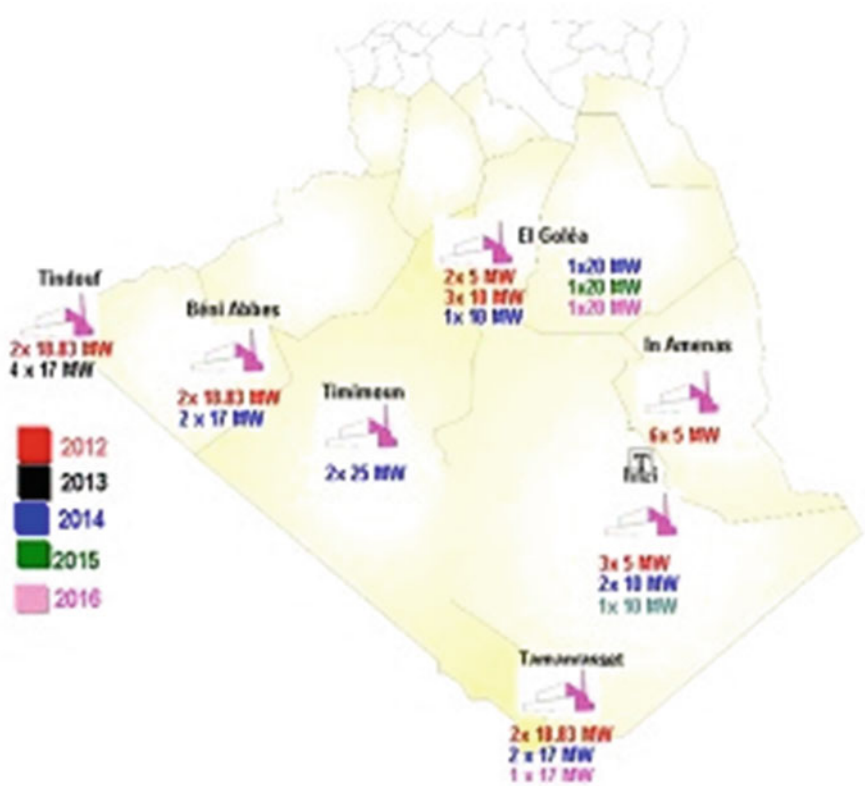 El Goléa
2x 5 MW
3x 10 MW
1x 10 MW
1x20 MW
1x20 MW
1x20 MW
Tindouf
2x 18.83 MW
4 x 17 MW
Béni Abbes
2x 18.83 MW
2 x 17 MW
In Amenas
6x 5 MW
Timimoun
2x 25 MW
2012
2013
2014
2015
2016
T
3x 5 MW
2x 10 MW
1x 10 MW
Tamanrasset
2x 18.83 MW
2 x 17 MW
1 x 17 MW